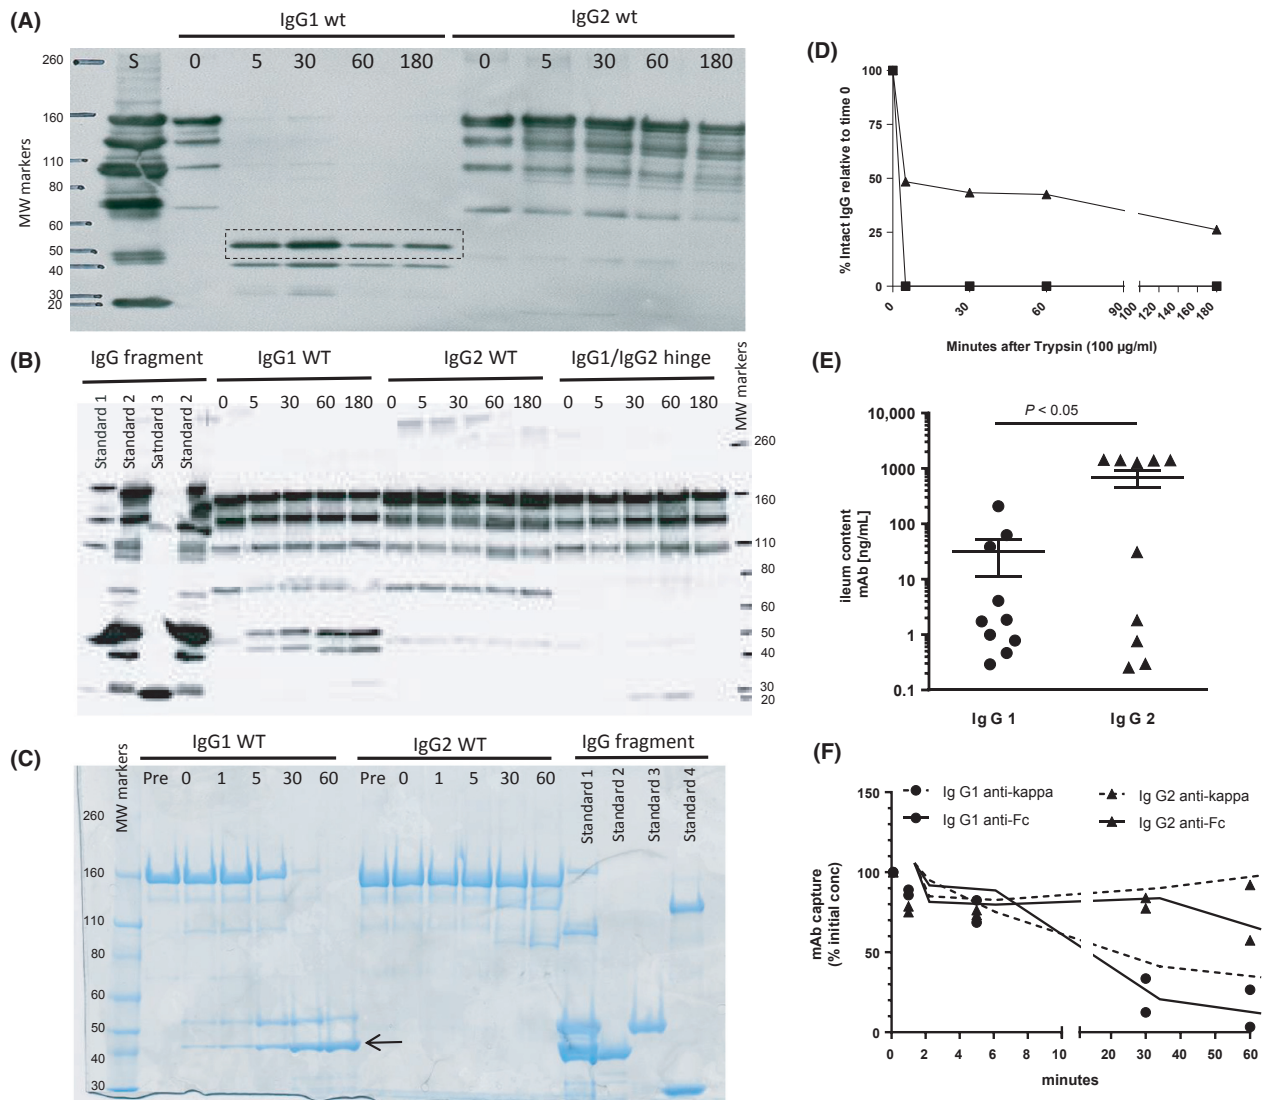 (A)
IgG1 wt
IgG2 wt
S 0 5 30 60 180 0 5 30 60 180
MW markers
260
160
110
80
60
50
40
30
20
(B)
IgG fragment
IgG1 WT
IgG2 WT
IgG1/IgG2 hinge
Standard 1
Standard 2
Satndard 3
Standard 2
0 5 30 60 180 0 5 30 60 180 0 5 30 60 180
MW markers
260
160
110
80
60
50
40
30
20
(C)
IgG1 WT
IgG2 WT
IgG fragment
MW markers
Pre 0 1 5 30 60 Pre 0 1 5 30 60
Standard 1
Standard 2
Standard 3
Standard 4
260
160
110
80
60
50
40
30
(D)
% Intact IgG relative to time 0
100
75
50
25
0
0 30 60 90 100 120 140 160 180
Minutes after Trypsin (100 µg/ml)
(E)
P < 0.05
ileum content
mAb [ng/mL]
10,000
1000
100
10
1
0.1
Ig G 1
Ig G 2
(F)
Ig G1 anti-kappa
Ig G1 anti-Fc
Ig G2 anti-kappa
Ig G2 anti-Fc
mAb capture
(% initial conc)
150
100
50
0
0 2 4 6 8 10 20 30 40 50 60
minutes